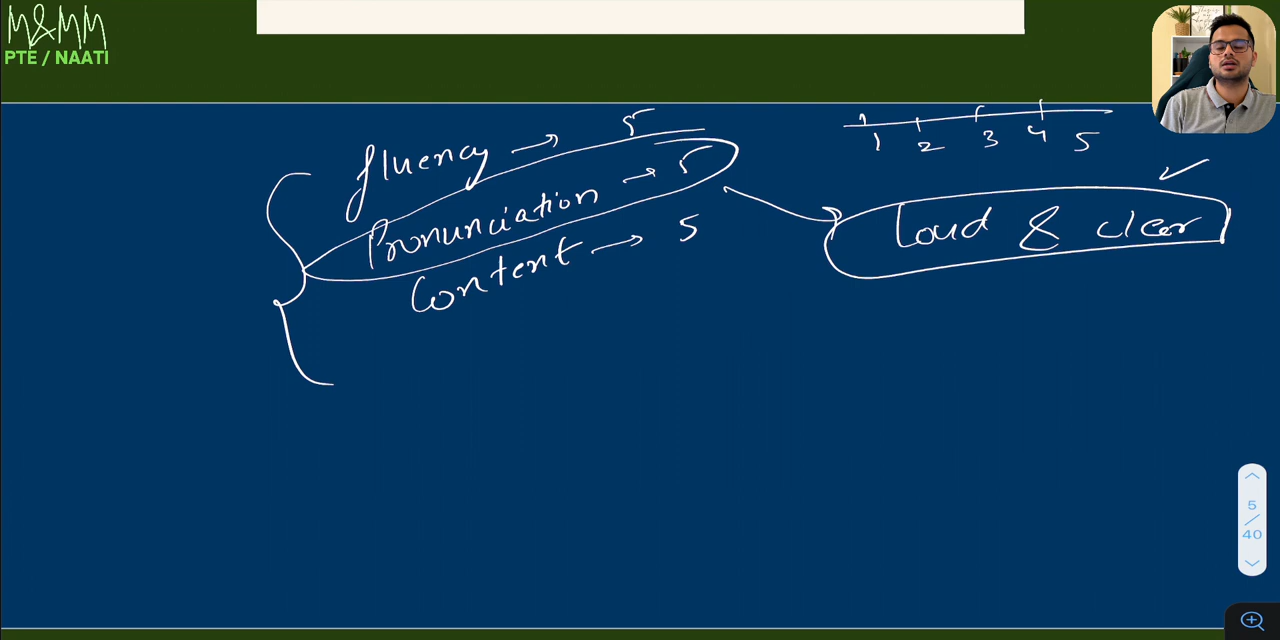 M&MM
PTE / NAATI
fluency → 5
Pronunciation → 5
Content → 5
1 2 3 4 5
Loud & clear
5
/
40